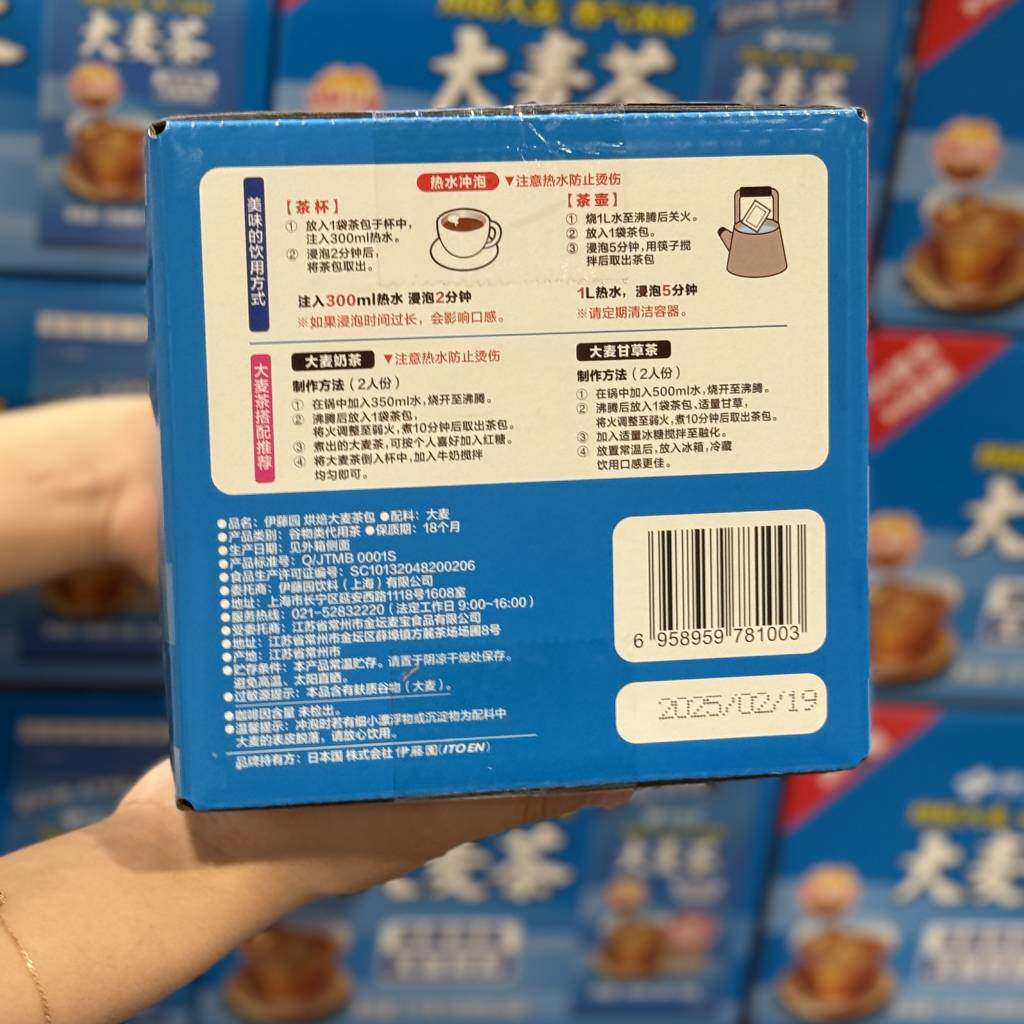 大麦茶
大麦茶
热水冲泡 ▼注意热水防止烫伤
美味的饮用方式
【茶杯】
① 放入1袋茶包于杯中,
注入300ml热水。
② 浸泡2分钟后,
将茶包取出。
注入300ml热水 浸泡2分钟
※如果浸泡时间过长，会影响口感。
【茶壶】
① 烧1L水至沸腾后关火。
② 放入1袋茶包。
③ 浸泡5分钟,用筷子搅
拌后取出茶包
1L热水，浸泡5分钟
※请定期清洁容器。
大麦茶搭配推荐
大麦奶茶 ▼注意热水防止烫伤
制作方法（2人份）
① 在锅中加入350ml水,烧开至沸腾。
② 沸腾后放入1袋茶包,
将火调整至弱火,煮10分钟后取出茶包。
③ 煮出的大麦茶,可按个人喜好加入红糖。
④ 将大麦茶倒入杯中,加入牛奶搅拌
均匀即可。
大麦甘草茶
制作方法（2人份）
① 在锅中加入500ml水,烧开至沸腾。
② 沸腾后放入1袋茶包、适量甘草,
将火调整至弱火,煮10分钟后取出茶包。
③ 加入适量冰糖搅拌至融化。
④ 放置常温后,放入冰箱,冷藏
饮用口感更佳。
●品名：伊藤园 烘焙大麦茶包 ●配料：大麦
●产品类别：谷物类代用茶 ●保质期：18个月
●生产日期：见外箱侧面
●产品标准号：Q/JTMB 0001S
●食品生产许可证编号：SC10132048200206
●委托商：伊藤园饮料（上海）有限公司
●地址：上海市长宁区延安西路1118号1608室
●服务热线：021-52832220（法定工作日 9:00~16:00）
●受委托商：江苏省常州市金坛麦宝食品有限公司
●地址：江苏省常州市金坛区薛埠镇方麓茶场场圃8号
●产地：江苏省常州市
●贮存条件：本产品常温贮存。请置于阴凉干燥处保存。
避免高温、太阳直晒。
●过敏源提示：本品含有麸质谷物（大麦）。
●咖啡因含量 未检出。
●温馨提示：冲泡时若有细小漂浮物或沉淀物为配料中
大麦的表皮脱落，请放心饮用。
品牌持有方：日本国 株式会社 伊藤園(ITO EN)
6 958959 781003
2025/02/19